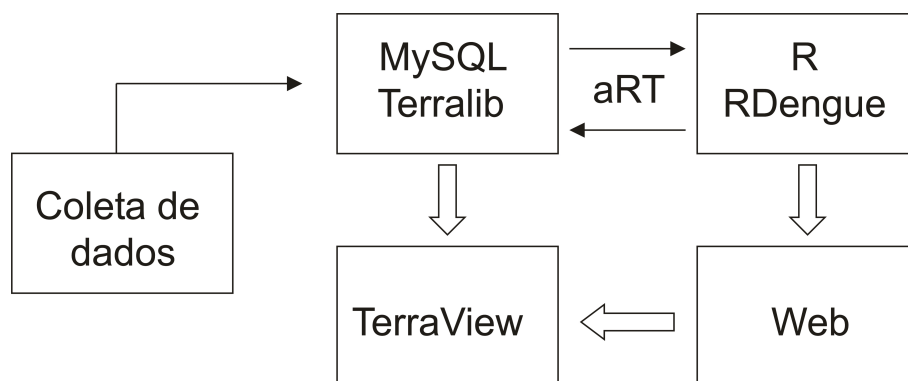 MySQL
Terralib
aRT
R
RDengue
Coleta de
dados
TerraView
Web